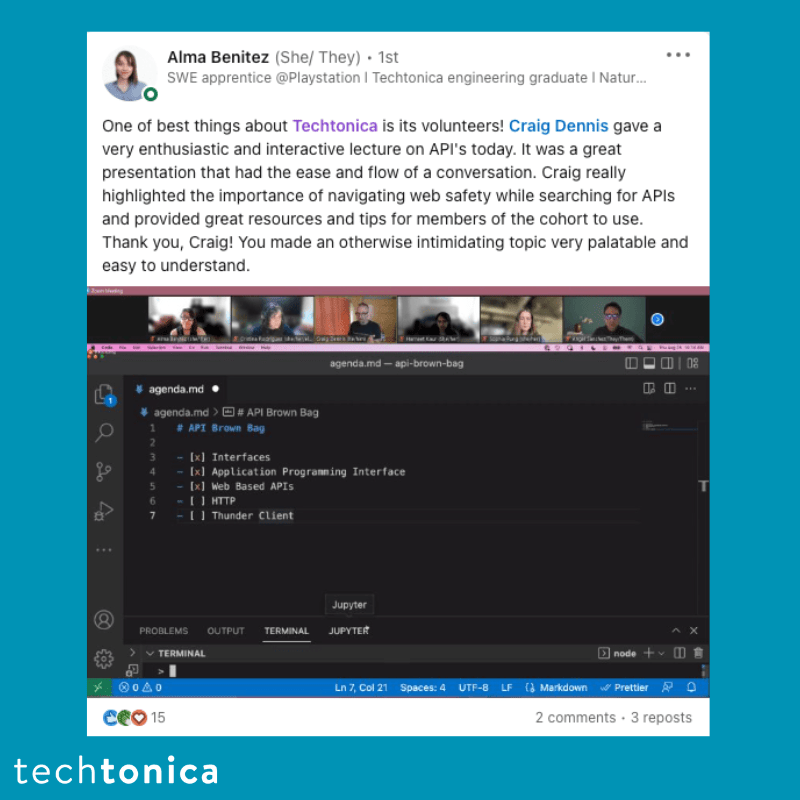 Alma Benitez (She/ They) • 1st
SWE apprentice @Playstation l Techtonica engineering graduate l Natur...
One of best things about Techtonica is its volunteers! Craig Dennis gave a
very enthusiastic and interactive lecture on API's today. It was a great
presentation that had the ease and flow of a conversation. Craig really
highlighted the importance of navigating web safety while searching for APIs
and provided great resources and tips for members of the cohort to use.
Thank you, Craig! You made an otherwise intimidating topic very palatable and
easy to understand.
Zoom Meeting
agenda.md — api-brown-bag
agenda.md
agenda.md > # API Brown Bag
1 # API Brown Bag
2
3 - [x] Interfaces
4 - [x] Application Programming Interface
5 - [x] Web Based APIs
6 - [ ] HTTP
7 - [ ] Thunder Client
1
T
Jupyter
PROBLEMS OUTPUT TERMINAL JUPYTER
TERMINAL node
>
0 0 Ln 7, Col 21 Spaces: 4 UTF-8 LF Markdown Prettier
15 2 comments • 3 reposts
techtonica